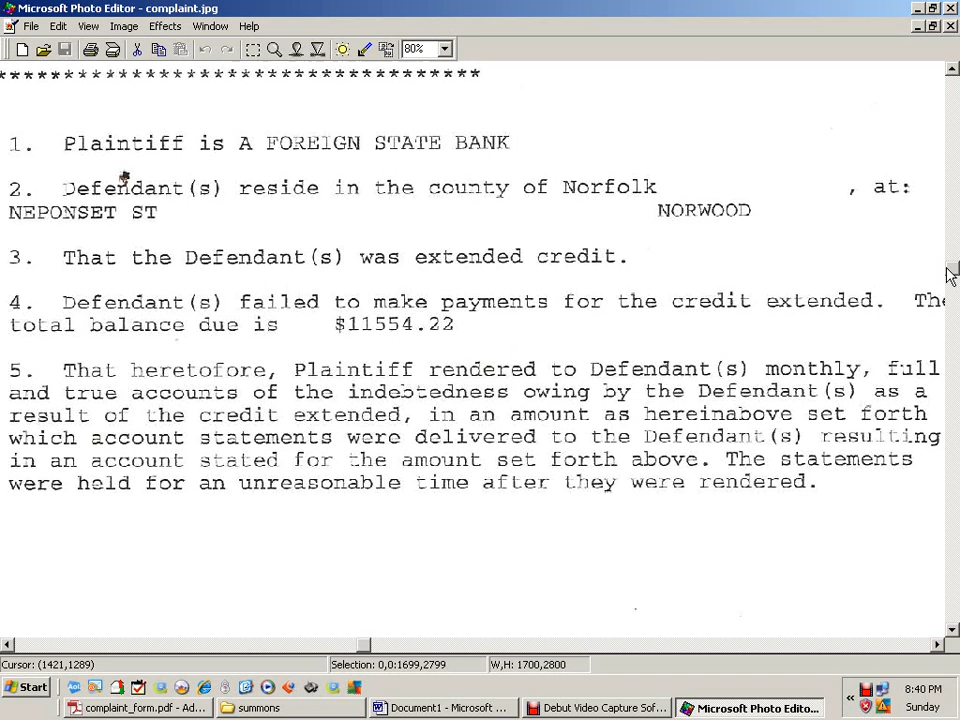 Microsoft Photo Editor - complaint.jpg
File Edit View Image Effects Window Help
80%
***********************************
1. Plaintiff is A FOREIGN STATE BANK
2. Defendant(s) reside in the county of Norfolk , at:
NEPONSET ST NORWOOD
3. That the Defendant(s) was extended credit.
4. Defendant(s) failed to make payments for the credit extended. The
total balance due is $11554.22
5. That heretofore, Plaintiff rendered to Defendant(s) monthly, full
and true accounts of the indebtedness owing by the Defendant(s) as a
result of the credit extended, in an amount as hereinabove set forth
which account statements were delivered to the Defendant(s) resulting
in an account stated for the amount set forth above. The statements
were held for an unreasonable time after they were rendered.
Cursor: (1421,1289) Selection: 0,0:1699,2799 W,H: 1700,2800
Start 8:40 PM
complaint_form.pdf - Ad... summons Document1 - Microsoft ... Debut Video Capture Sof... Microsoft Photo Edito... « Sunday